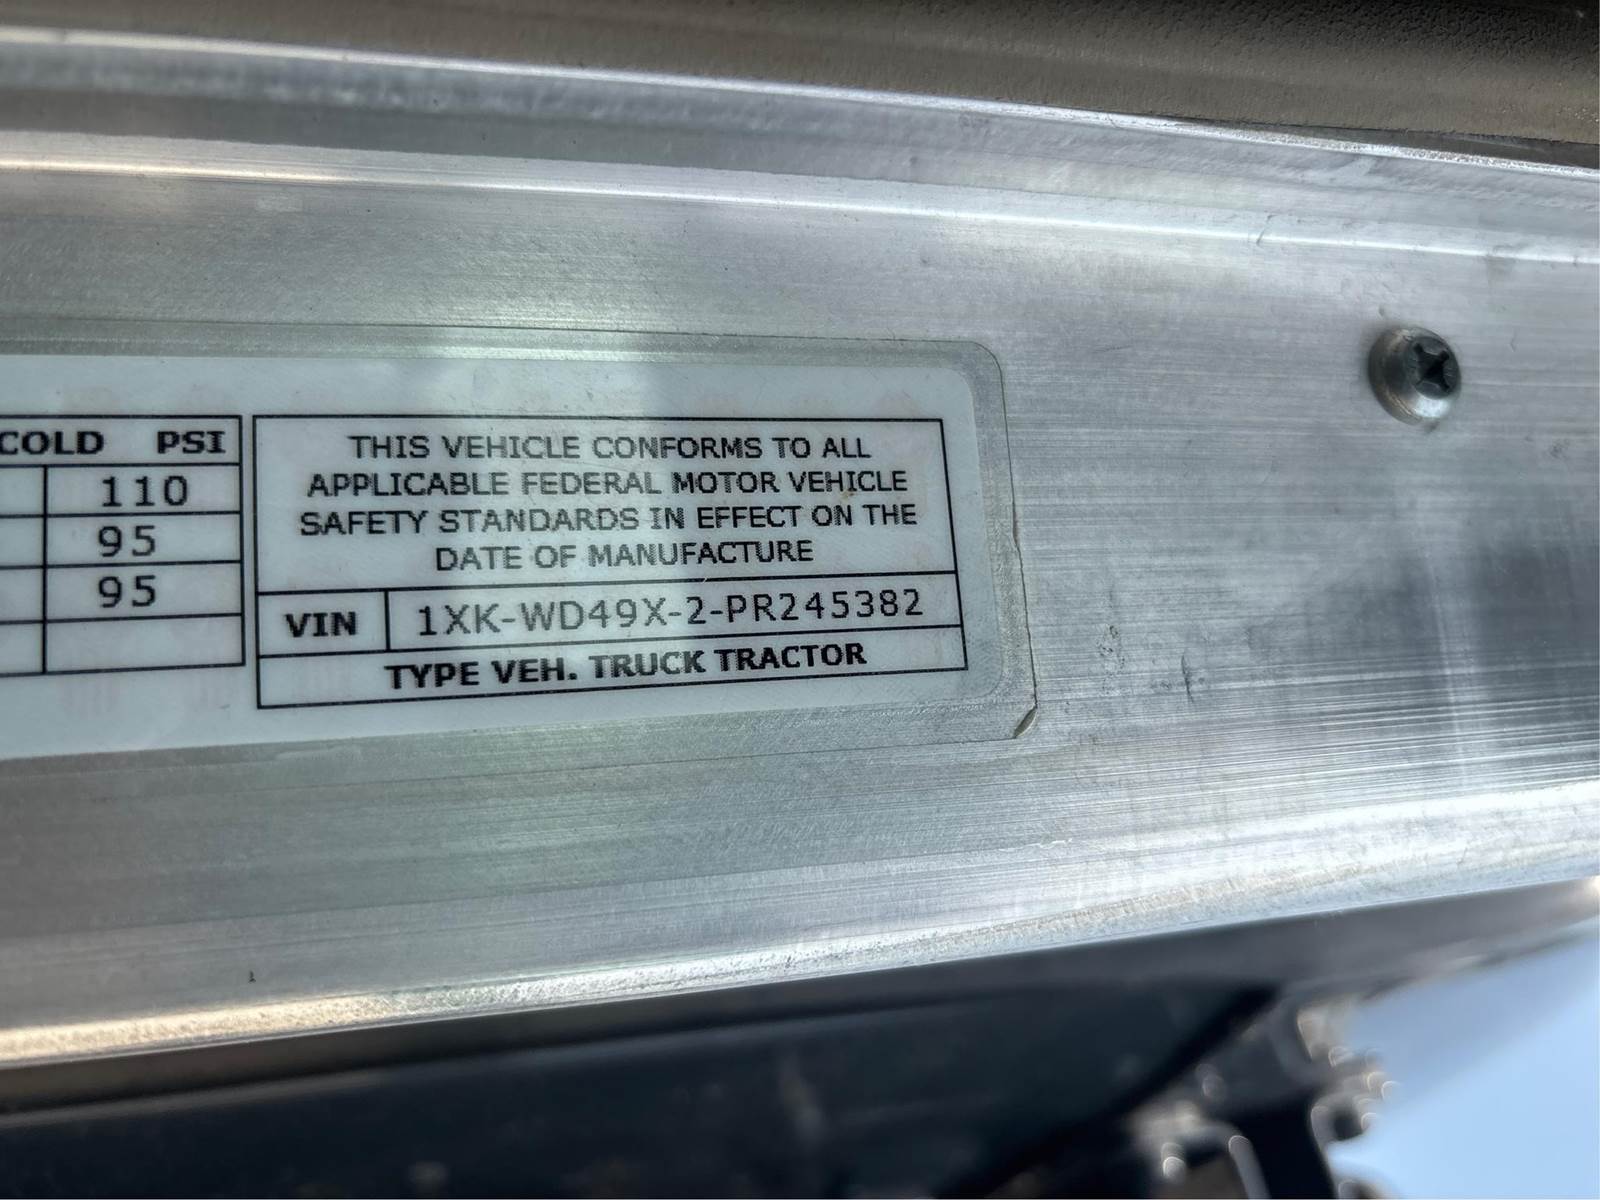 COLD PSI
110
95
95
THIS VEHICLE CONFORMS TO ALL
APPLICABLE FEDERAL MOTOR VEHICLE
SAFETY STANDARDS IN EFFECT ON THE
DATE OF MANUFACTURE
VIN 1XK-WD49X-2-PR245382
TYPE VEH. TRUCK TRACTOR